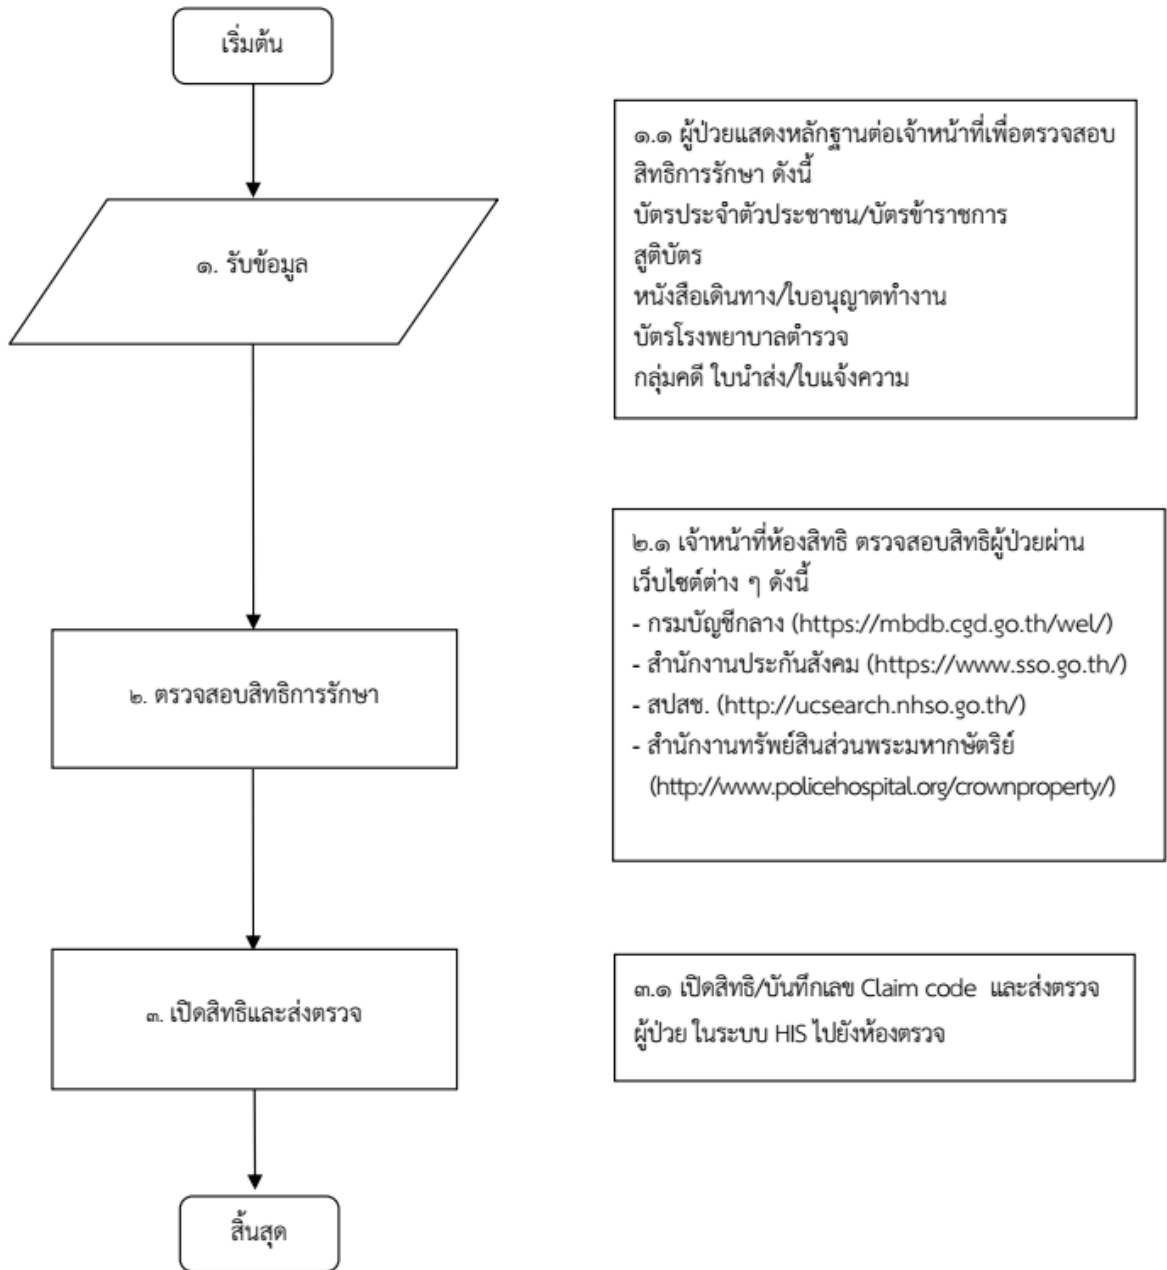 เริ่มต้น
๑. รับข้อมูล
๑.๑ ผู้ป่วยแสดงหลักฐานต่อเจ้าหน้าที่เพื่อตรวจสอบ
สิทธิการรักษา ดังนี้
บัตรประจำตัวประชาชน/บัตรข้าราชการ
สูติบัตร
หนังสือเดินทาง/ใบอนุญาตทำงาน
บัตรโรงพยาบาลตำรวจ
กลุ่มคดี ใบนำส่ง/ใบแจ้งความ
๒. ตรวจสอบสิทธิการรักษา
๒.๑ เจ้าหน้าที่ห้องสิทธิ ตรวจสอบสิทธิผู้ป่วยผ่าน
เว็บไซต์ต่าง ๆ ดังนี้
- กรมบัญชีกลาง (https://mbdb.cgd.go.th/wel/)
- สำนักงานประกันสังคม (https://www.sso.go.th/)
- สปสช. (http://ucsearch.nhso.go.th/)
- สำนักงานทรัพย์สินส่วนพระมหากษัตริย์
(http://www.policehospital.org/crownproperty/)
๓. เปิดสิทธิและส่งตรวจ
๓.๑ เปิดสิทธิ/บันทึกเลข Claim code และส่งตรวจ
ผู้ป่วย ในระบบ HIS ไปยังห้องตรวจ
สิ้นสุด